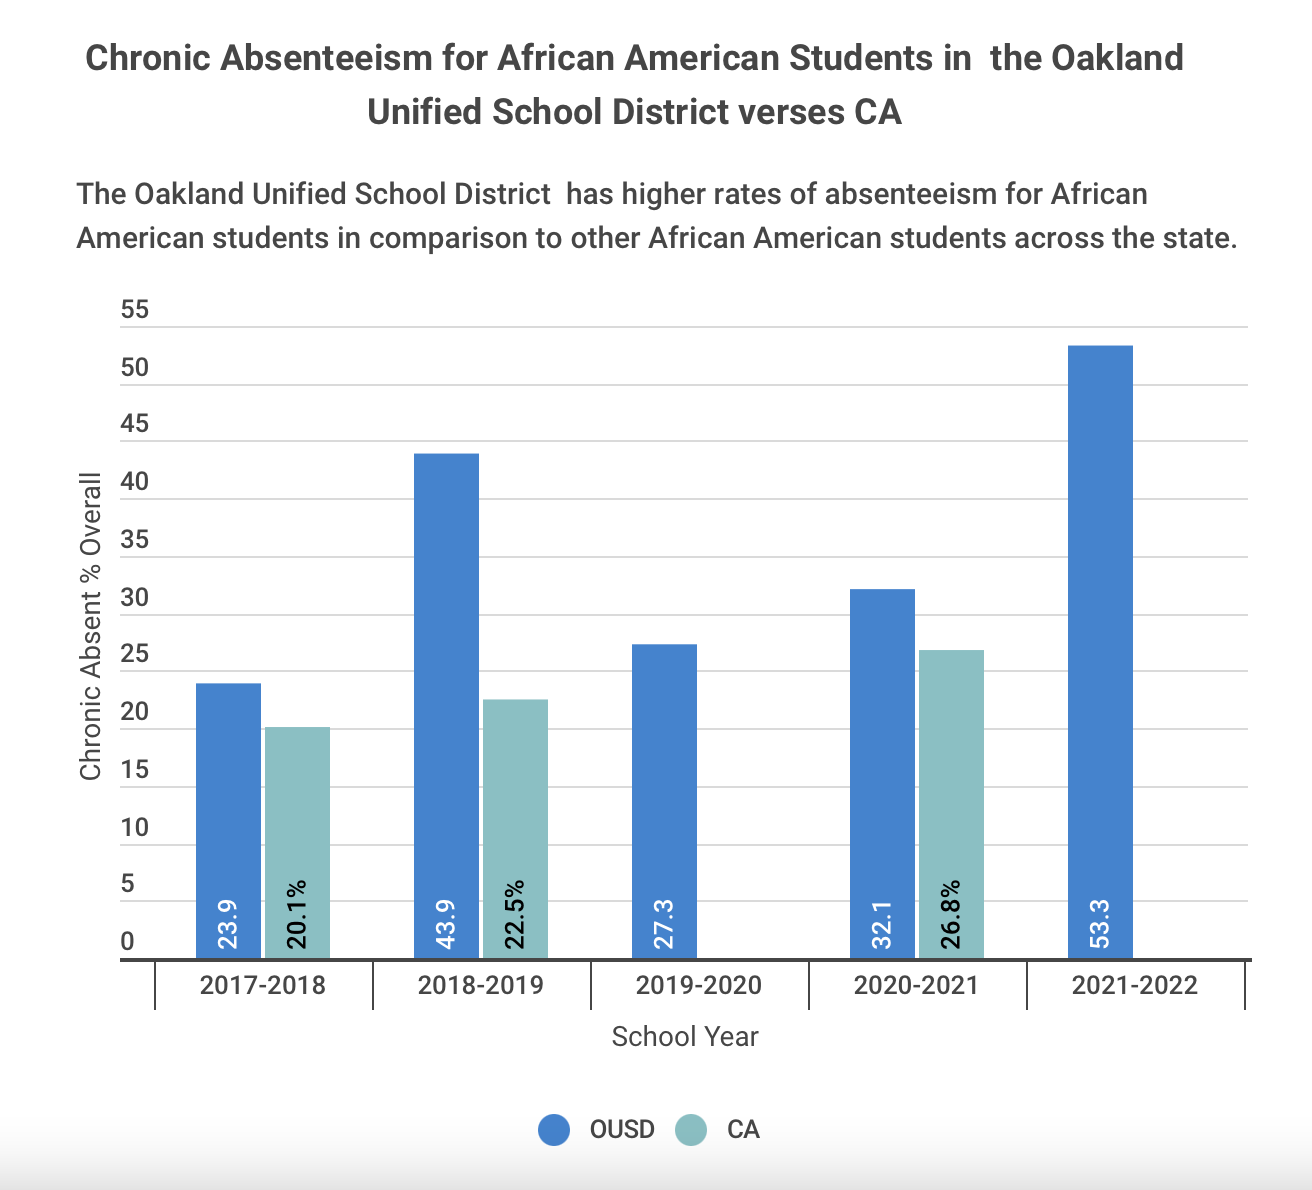 Chronic Absenteeism for African American Students in  the Oakland
Unified School District verses CA
The Oakland Unified School District  has higher rates of absenteeism for African
American students in comparison to other African American students across the state.
55
50
45
40
35
30
25
20
15
10
5
0
Chronic Absent % Overall
23.9
20.1%
43.9
22.5%
27.3
32.1
26.8%
53.3
2017-2018 2018-2019 2019-2020 2020-2021 2021-2022
School Year
OUSD CA